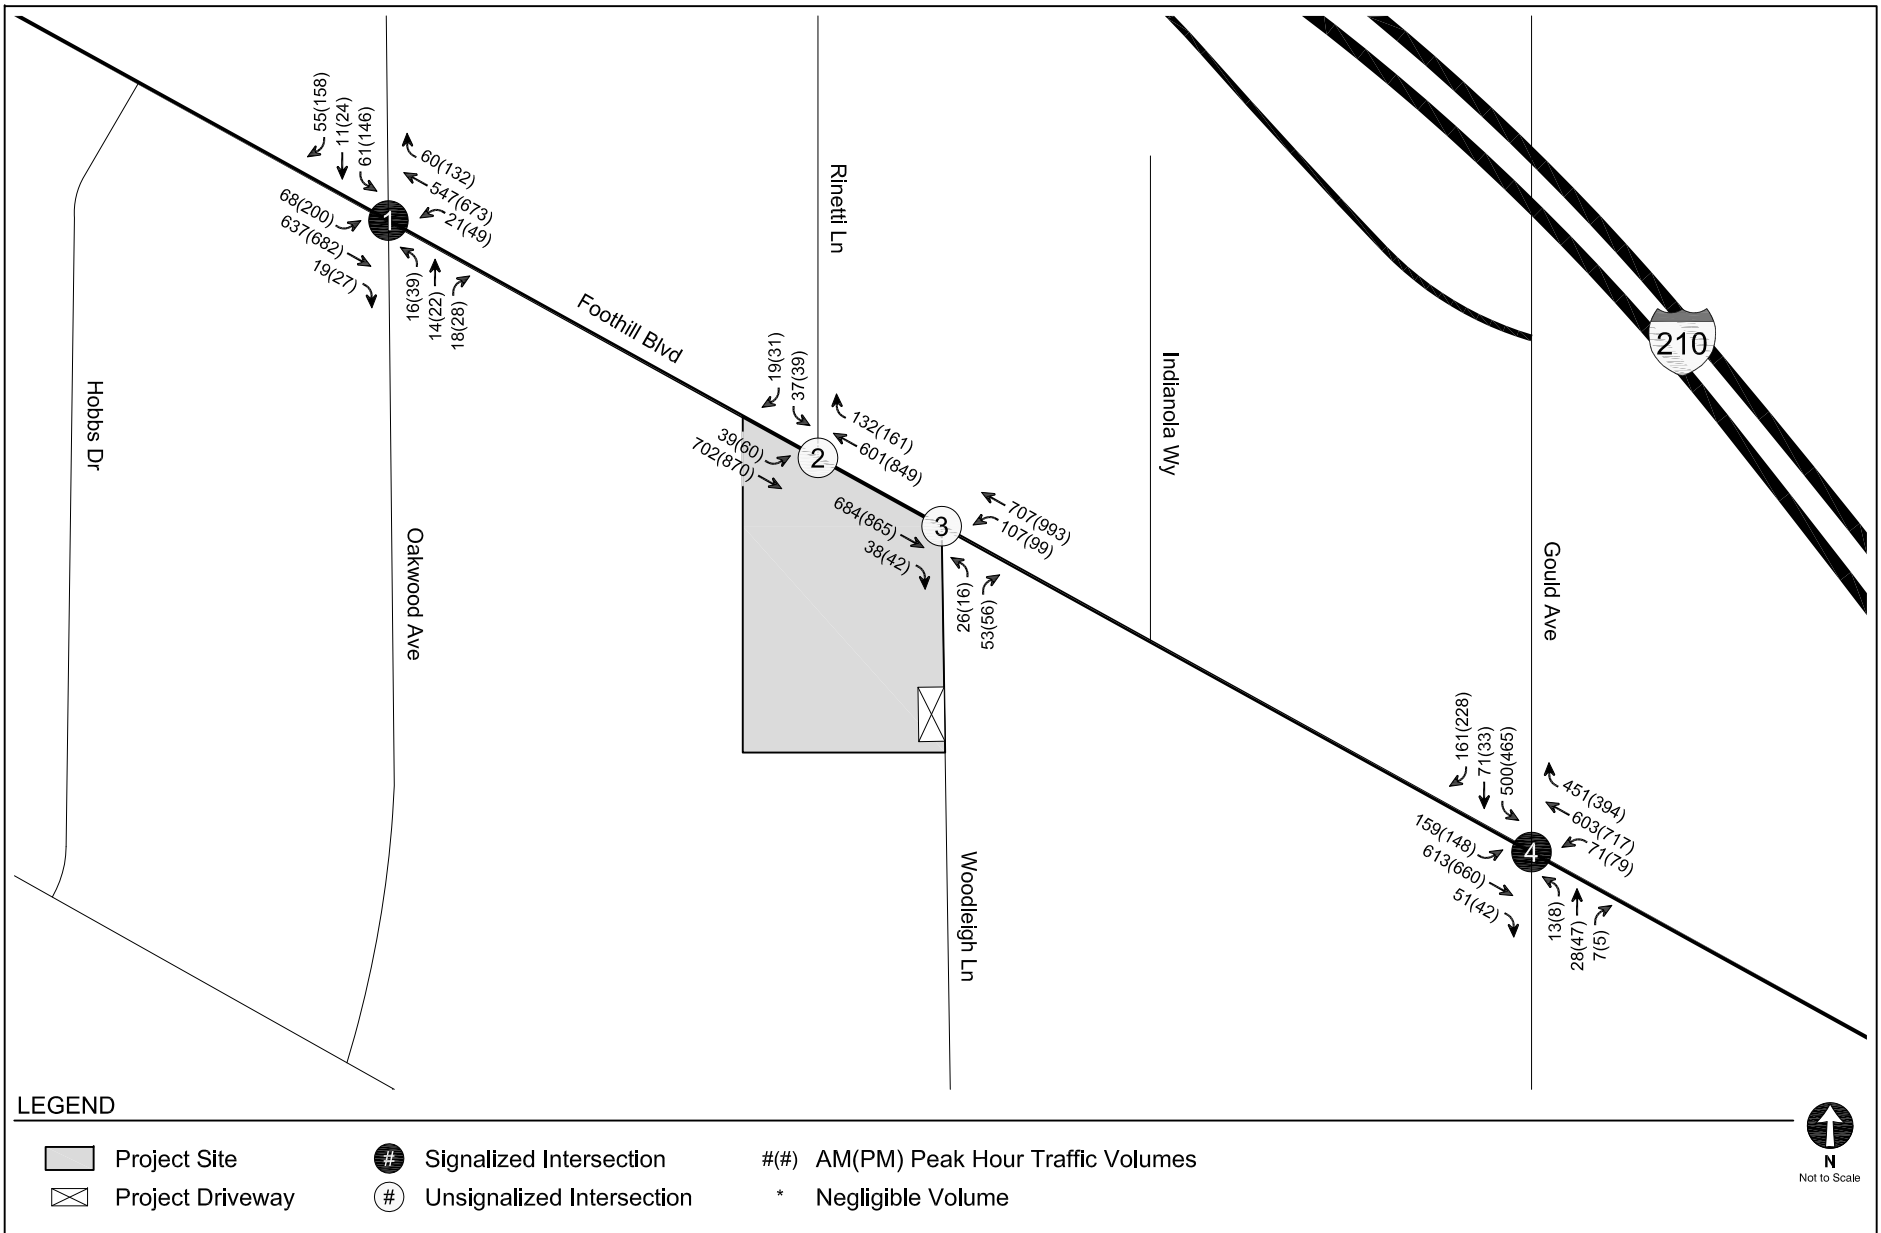 55(158)
11(24)
61(146)
60(132)
547(673)
21(49)
68(200)
637(682)
19(27)
1
16(39)
14(22)
18(28)
Hobbs Dr
Oakwood Ave
Foothill Blvd
Rinetti Ln
19(31)
37(39)
132(161)
601(849)
39(60)
702(870)
2
684(865)
38(42)
3
707(993)
107(99)
26(16)
53(56)
Indianola Wy
Woodleigh Ln
Gould Ave
210
161(228)
71(33)
500(465)
451(394)
603(717)
71(79)
159(148)
613(660)
51(42)
4
13(8)
28(47)
7(5)
LEGEND
Project Site
# Signalized Intersection
#(#) AM(PM) Peak Hour Traffic Volumes
Project Driveway
# Unsignalized Intersection
* Negligible Volume
N
Not to Scale